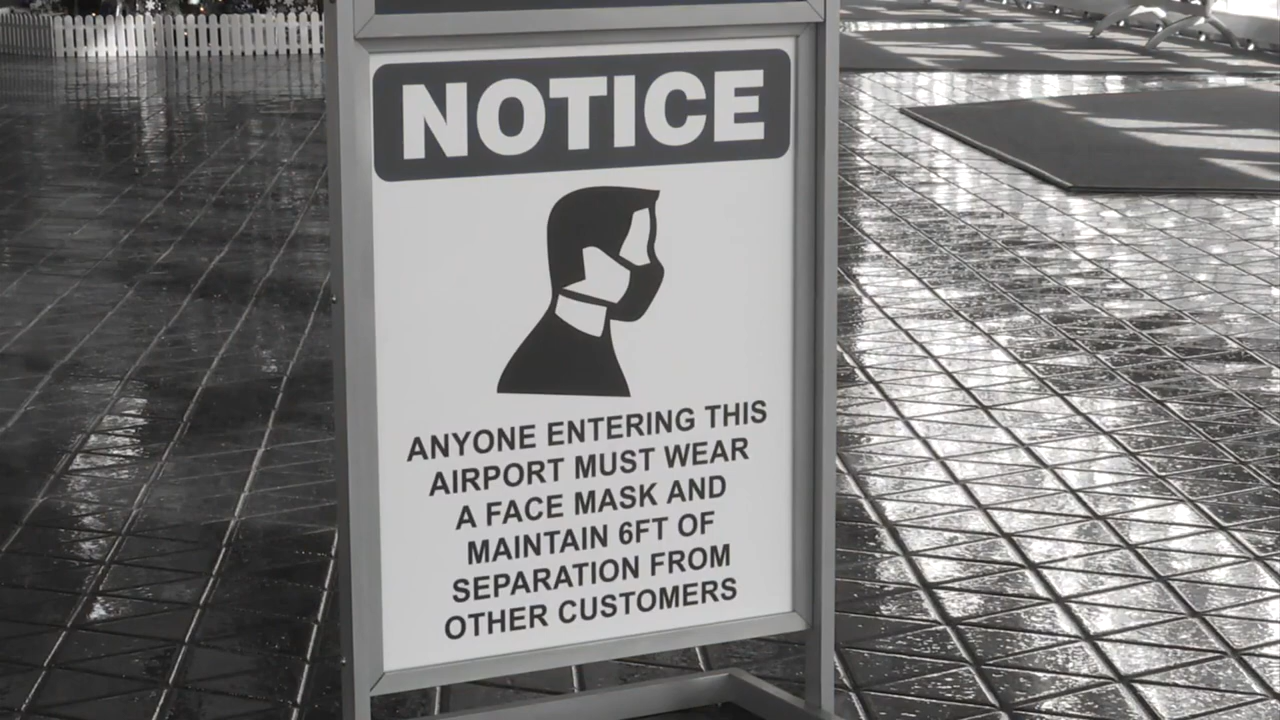 NOTICE
ANYONE ENTERING THIS
AIRPORT MUST WEAR
A FACE MASK AND
MAINTAIN 6FT OF
SEPARATION FROM
OTHER CUSTOMERS